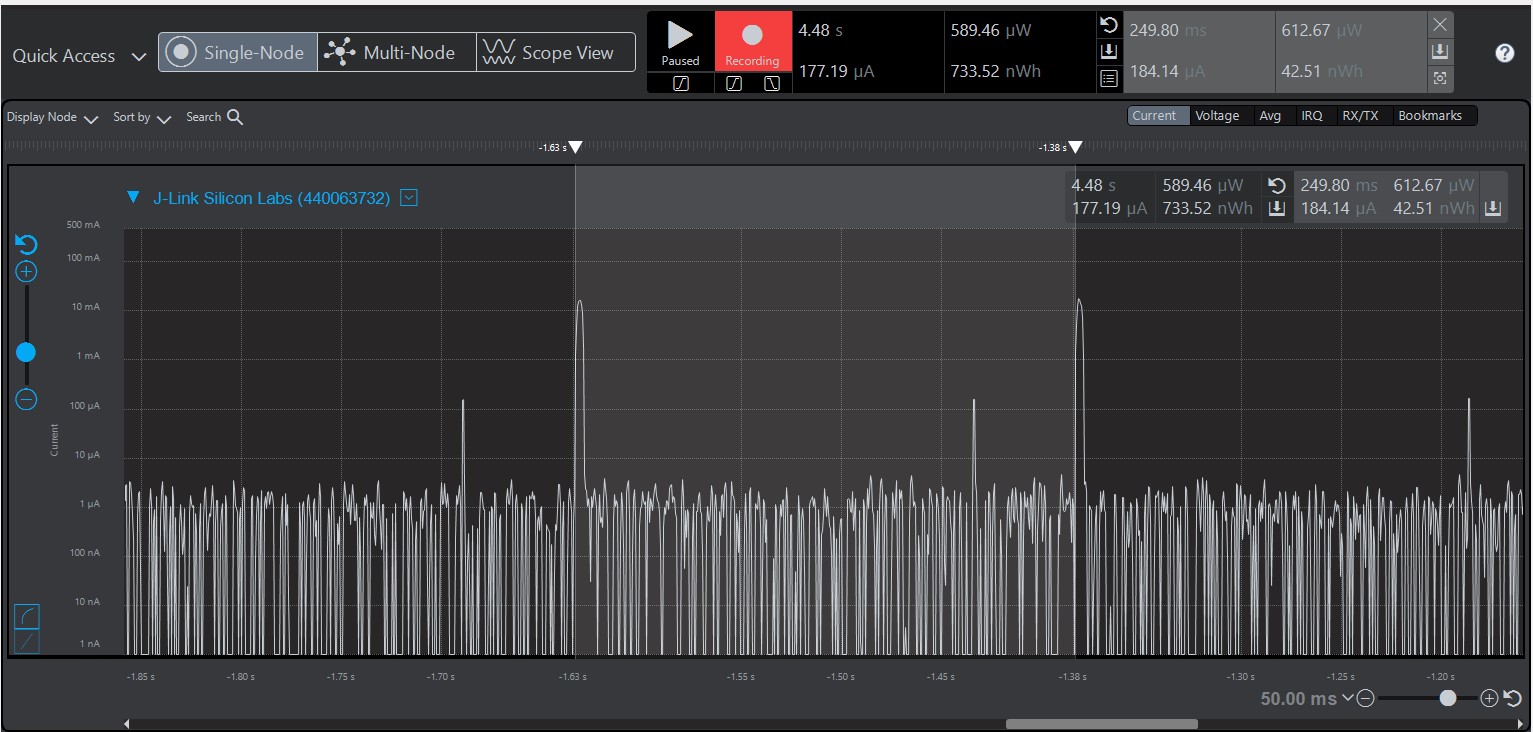 Quick Access
Single-Node
Multi-Node
Scope View
Paused
Recording
4.48 s
177.19 µA
589.46 µW
733.52 nWh
249.80 ms
184.14 µA
612.67 µW
42.51 nWh
?
Display Node
Sort by
Search
Current
Voltage
Avg
IRQ
RX/TX
Bookmarks
-1.63 s
-1.38 s
J-Link Silicon Labs (440063732)
4.48 s 589.46 µW
177.19 µA 733.52 nWh
249.80 ms 612.67 µW
184.14 µA 42.51 nWh
500 mA
100 mA
10 mA
1 mA
100 µA
10 µA
1 µA
100 nA
10 nA
1 nA
Current
-1.85 s -1.80 s -1.75 s -1.70 s -1.63 s -1.55 s -1.50 s -1.45 s -1.38 s -1.30 s -1.25 s -1.20 s
50.00 ms